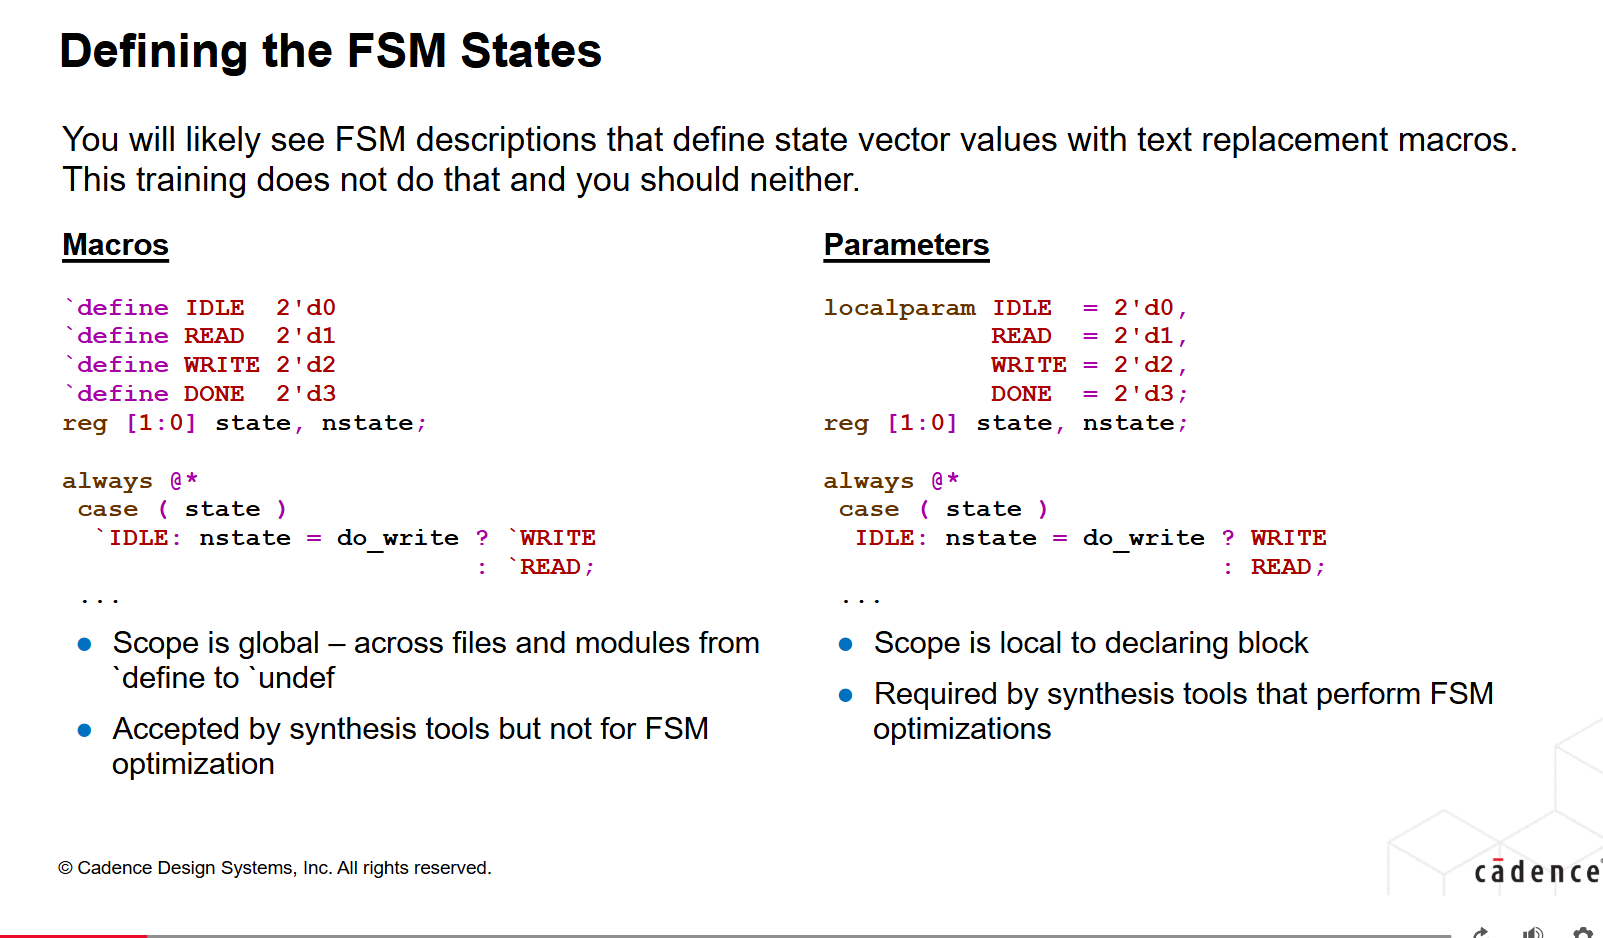 Defining the FSM States
You will likely see FSM descriptions that define state vector values with text replacement macros.
This training does not do that and you should neither.
Macros
`define IDLE  2'd0
`define READ  2'd1
`define WRITE 2'd2
`define DONE  2'd3
reg [1:0] state, nstate;
always @*
 case ( state )
  `IDLE: nstate = do_write ? `WRITE
                           : `READ;
 ...
● Scope is global – across files and modules from
`define to `undef
● Accepted by synthesis tools but not for FSM
optimization
Parameters
localparam IDLE  = 2'd0,
           READ  = 2'd1,
           WRITE = 2'd2,
           DONE  = 2'd3;
reg [1:0] state, nstate;
always @*
 case ( state )
  IDLE: nstate = do_write ? WRITE
                          : READ;
 ...
● Scope is local to declaring block
● Required by synthesis tools that perform FSM
optimizations
© Cadence Design Systems, Inc. All rights reserved.
cādence